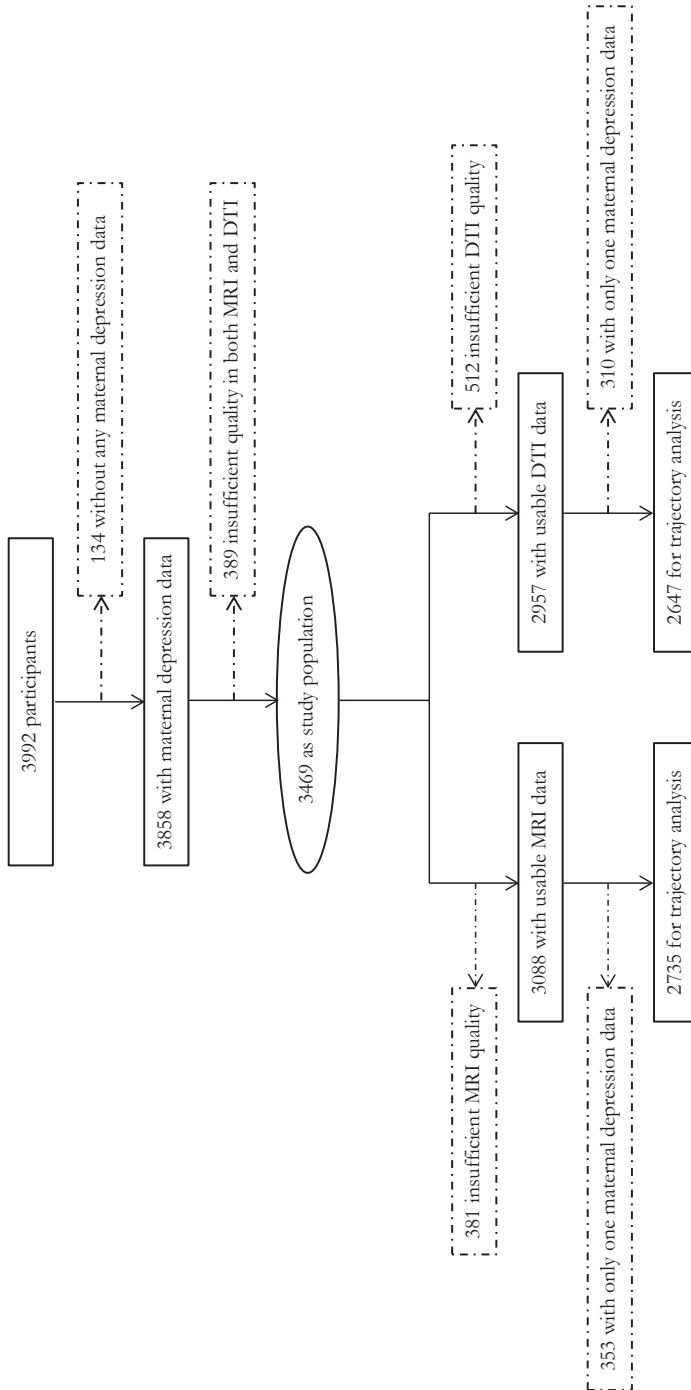 3992 participants
134 without any maternal depression data
3858 with maternal depression data
389 insufficient quality in both MRI and DTI
3469 as study population
381 insufficient MRI quality
512 insufficient DTI quality
3088 with usable MRI data
2957 with usable DTI data
353 with only one maternal depression data
310 with only one maternal depression data
2735 for trajectory analysis
2647 for trajectory analysis